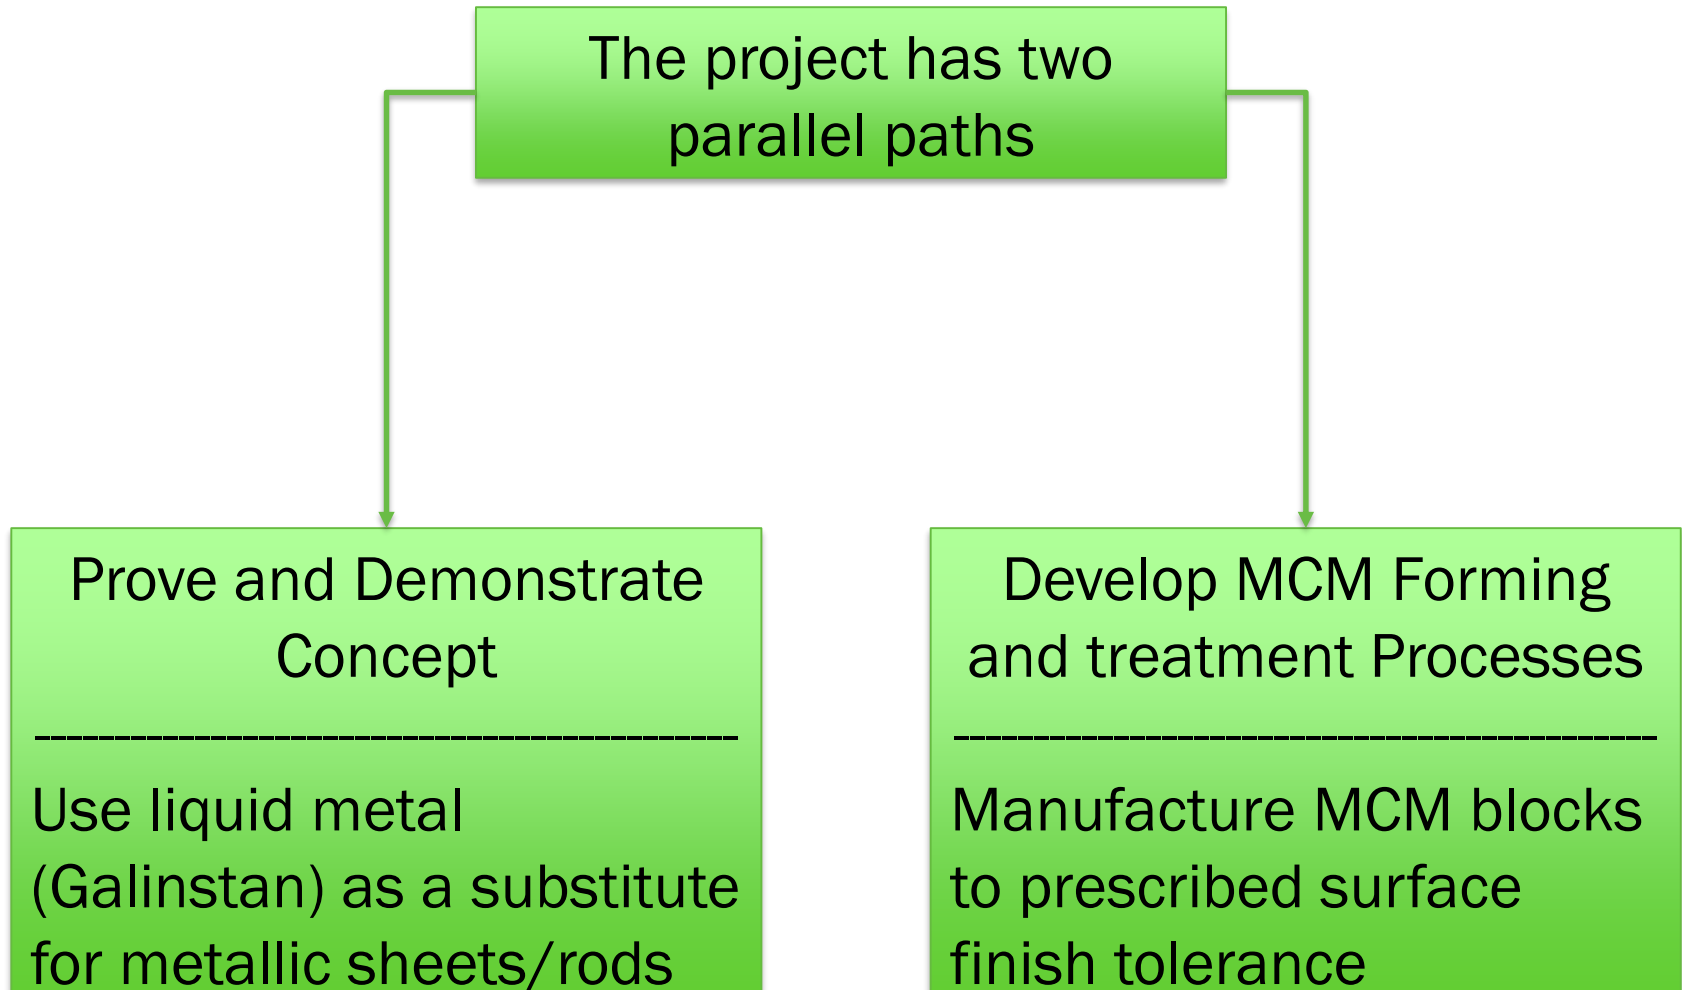 The project has two
parallel paths
Prove and Demonstrate
Concept
--------------------------------------------
Use liquid metal
(Galinstan) as a substitute
for metallic sheets/rods
Develop MCM Forming
and treatment Processes
--------------------------------------------
Manufacture MCM blocks
to prescribed surface
finish tolerance